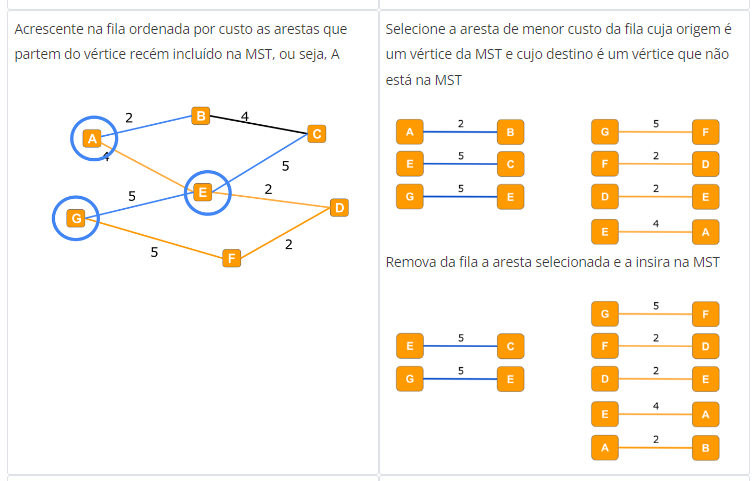 Acrescente na fila ordenada por custo as arestas que
partem do vértice recém incluído na MST, ou seja, A
2
B
4
A
4
C
5
E
2
5
G
D
5
2
F
Selecione a aresta de menor custo da fila cuja origem é
um vértice da MST e cujo destino é um vértice que não
está na MST
A 2 B
E 5 C
G 5 E
G 5 F
F 2 D
D 2 E
E 4 A
Remova da fila a aresta selecionada e a insira na MST
E 5 C
G 5 E
G 5 F
F 2 D
D 2 E
E 4 A
A 2 B